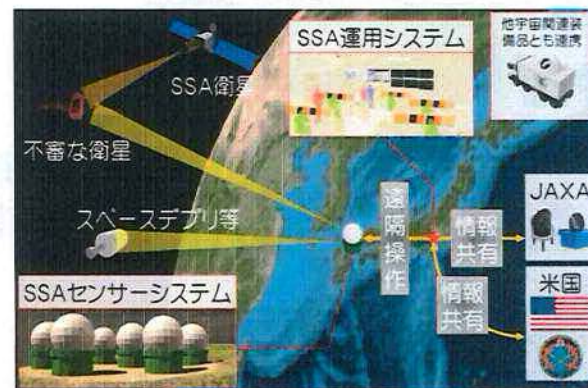 SSA運用システム
他宇宙関連装
備品とも連携
SSA衛星
不審な衛星
スペースデブリ等
遠隔操作
情報
共有
JAXA
情報
共有
米国
SSAセンサーシステム